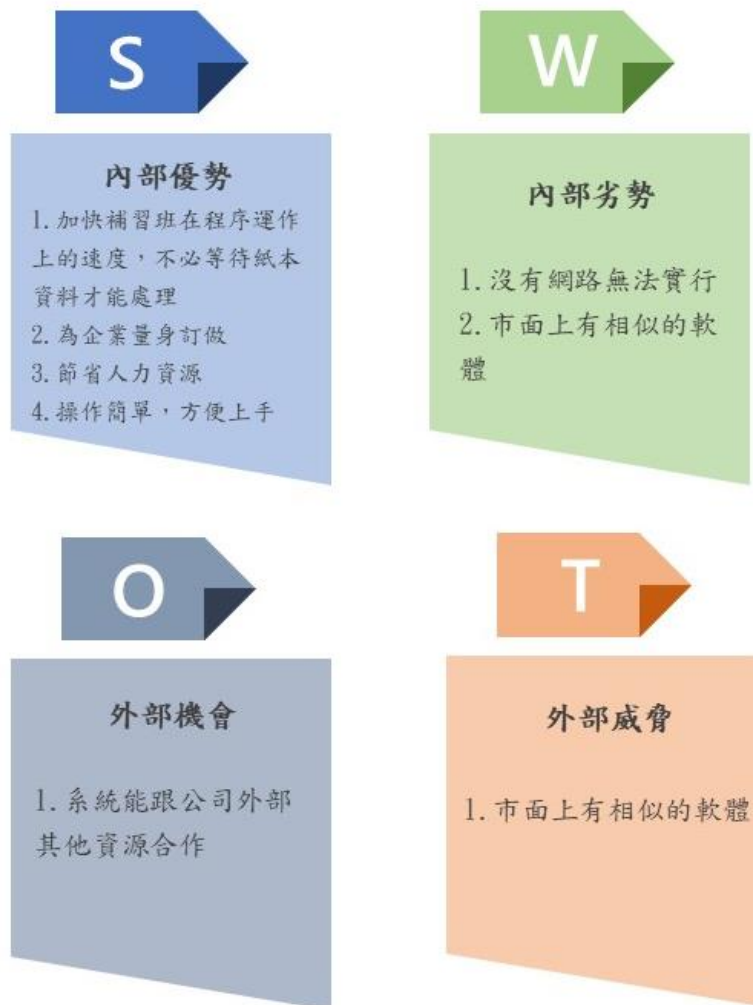 S
內部優勢
1.加快補習班在程序運作
上的速度，不必等待紙本
資料才能處理
2.為企業量身訂做
3.節省人力資源
4.操作簡單，方便上手
W
內部劣勢
1.沒有網路無法實行
2.市面上有相似的軟
體
O
外部機會
1.系統能跟公司外部
其他資源合作
T
外部威脅
1.市面上有相似的軟體